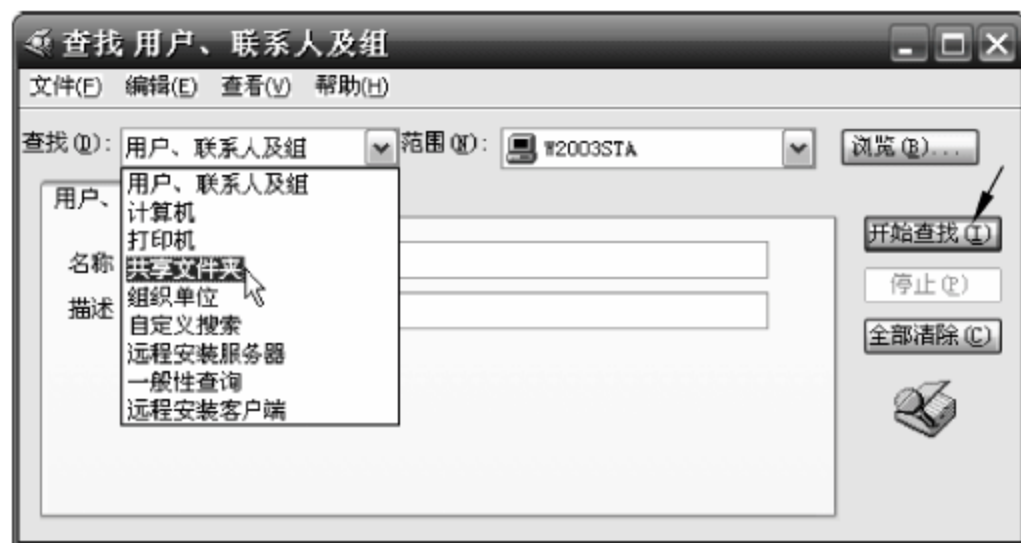 查找 用户、联系人及组
文件(F) 编辑(E) 查看(V) 帮助(H)
查找(D): 用户、联系人及组 范围(N): W2003STA 浏览(B)...
用户、联系人及组
用户、
计算机
打印机
开始查找(I)
名称
共享文件夹
组织单位
停止(P)
描述
自定义搜索
远程安装服务器
全部清除(C)
一般性查询
远程安装客户端